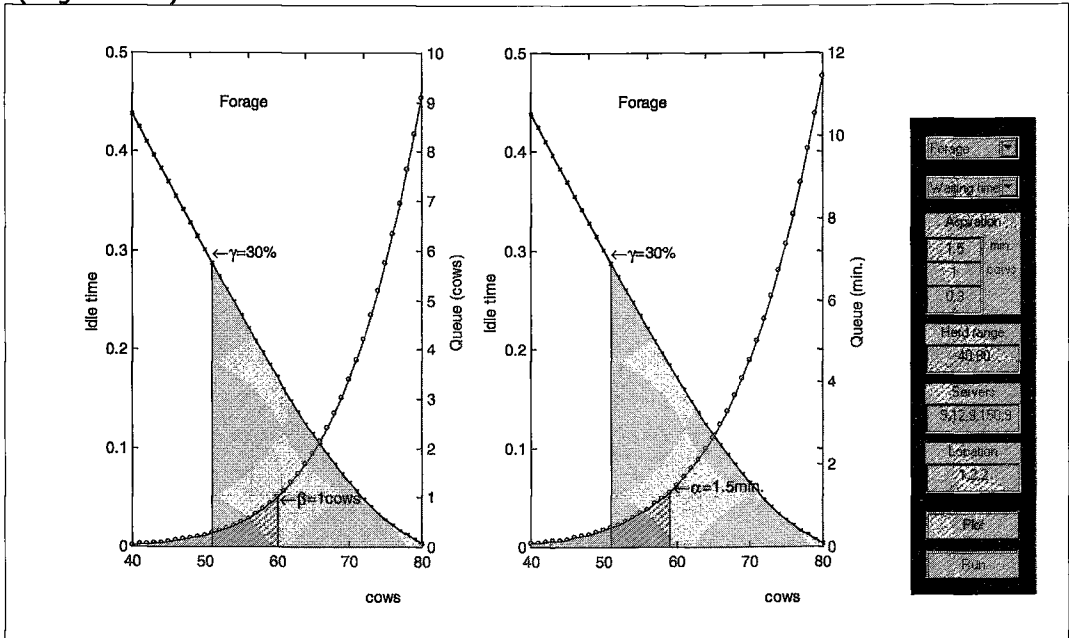 0.5 0.4 0.3 0.2 0.1 0
Idle time
10 9 8 7 6 5 4 3 2 1 0
Queue (cows)
Forage
←γ=30%
←β=1cows
40 50 60 70 80
cows
0.5 0.4 0.3 0.2 0.1 0
Idle time
12 10 8 6 4 2 0
Queue (min.)
Forage
←γ=30%
←α=1.5min.
40 50 60 70 80
cows
Forage
Waiting time
Aspiration
1.5 min.
1 cows
0.3
Herd range
40,80
Servers
Location
1,2,2
Plot
Run